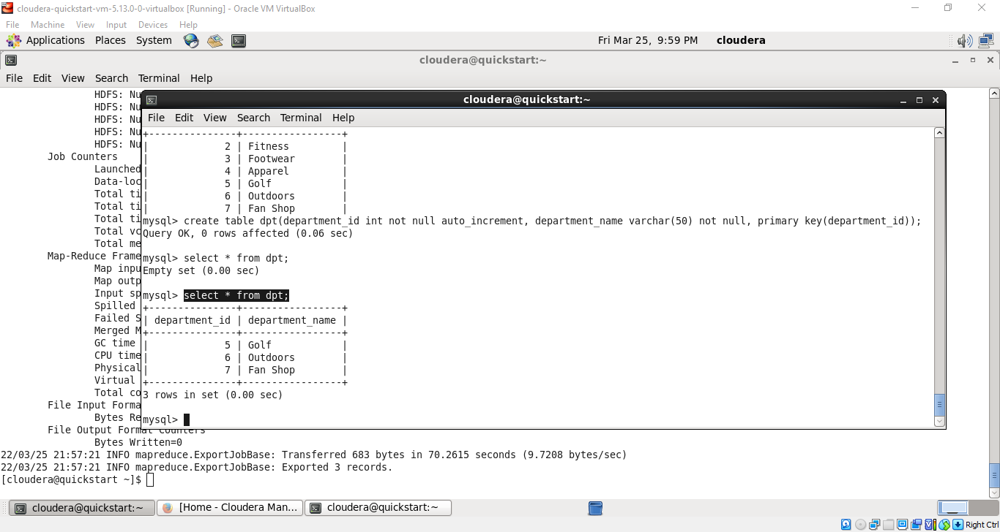 cloudera-quickstart-vm-5.13.0-0-virtualbox [Running] - Oracle VM VirtualBox
File Machine View Input Devices Help
Applications Places System Fri Mar 25, 9:59 PM cloudera
cloudera@quickstart:~
File Edit View Search Terminal Help
HDFS: Nu
HDFS: Nu
HDFS: Nu
HDFS: Nu
HDFS: Nu
Job Counters
Launched
Data-loc
Total ti
Total ti
Total ti
Total vc
Total me
Map-Reduce Frame
Map inpu
Map outp
Input sp
Spilled
Failed S
Merged M
GC time
CPU time
Physical
Virtual
Total co
File Input Forma
Bytes Re
File Output Format Counters
Bytes Written=0
22/03/25 21:57:21 INFO mapreduce.ExportJobBase: Transferred 683 bytes in 70.2615 seconds (9.7208 bytes/sec)
22/03/25 21:57:21 INFO mapreduce.ExportJobBase: Exported 3 records.
[cloudera@quickstart ~]$
cloudera@quickstart:~
File Edit View Search Terminal Help
+---------------+-----------------+
| 2 | Fitness |
| 3 | Footwear |
| 4 | Apparel |
| 5 | Golf |
| 6 | Outdoors |
| 7 | Fan Shop |
mysql> create table dpt(department_id int not null auto_increment, department_name varchar(50) not null, primary key(department_id));
Query OK, 0 rows affected (0.06 sec)
mysql> select * from dpt;
Empty set (0.00 sec)
mysql> select * from dpt;
+---------------+-----------------+
| department_id | department_name |
+---------------+-----------------+
| 5 | Golf |
| 6 | Outdoors |
| 7 | Fan Shop |
+---------------+-----------------+
3 rows in set (0.00 sec)
mysql>
cloudera@quickstart:~ [Home - Cloudera Man... cloudera@quickstart:~
Right Ctrl